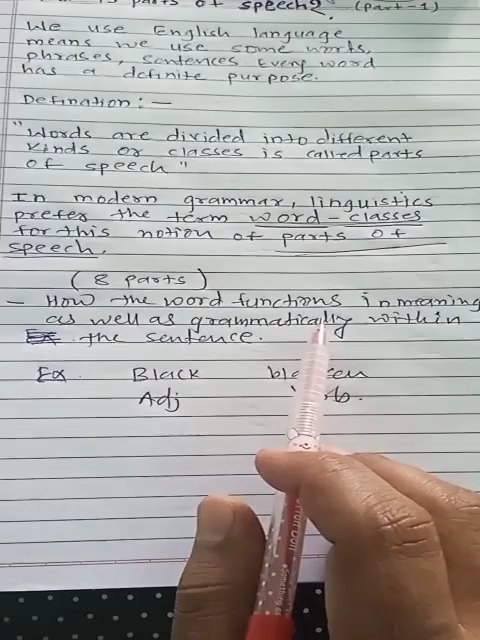 is parts of speech? (Part-1)
We use English language
means we use some words,
phrases, sentences Every word
has a definite purpose.
Defination:—
"Words are divided into different
kinds or classes is called parts
of speech"
In modern grammar, linguistics
prefer the term word-classes
for this notion of parts of
speech.
(8 parts)
- How the word functions in meaning
as well as grammatically within
the sentence.
Ex. Black
Adj